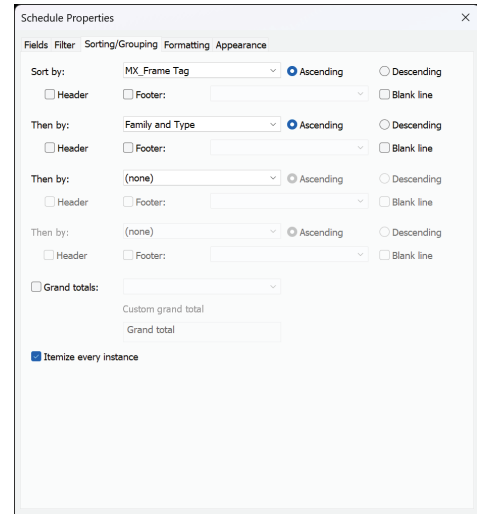 Schedule Properties
Fields Filter Sorting/Grouping Formatting Appearance
Sort by: MX_Frame Tag Ascending Descending
Header Footer: Blank line
Then by: Family and Type Ascending Descending
Header Footer: Blank line
Then by: (none) Ascending Descending
Header Footer: Blank line
Then by: (none) Ascending Descending
Header Footer: Blank line
Grand totals:
Custom grand total
Grand total
Itemize every instance